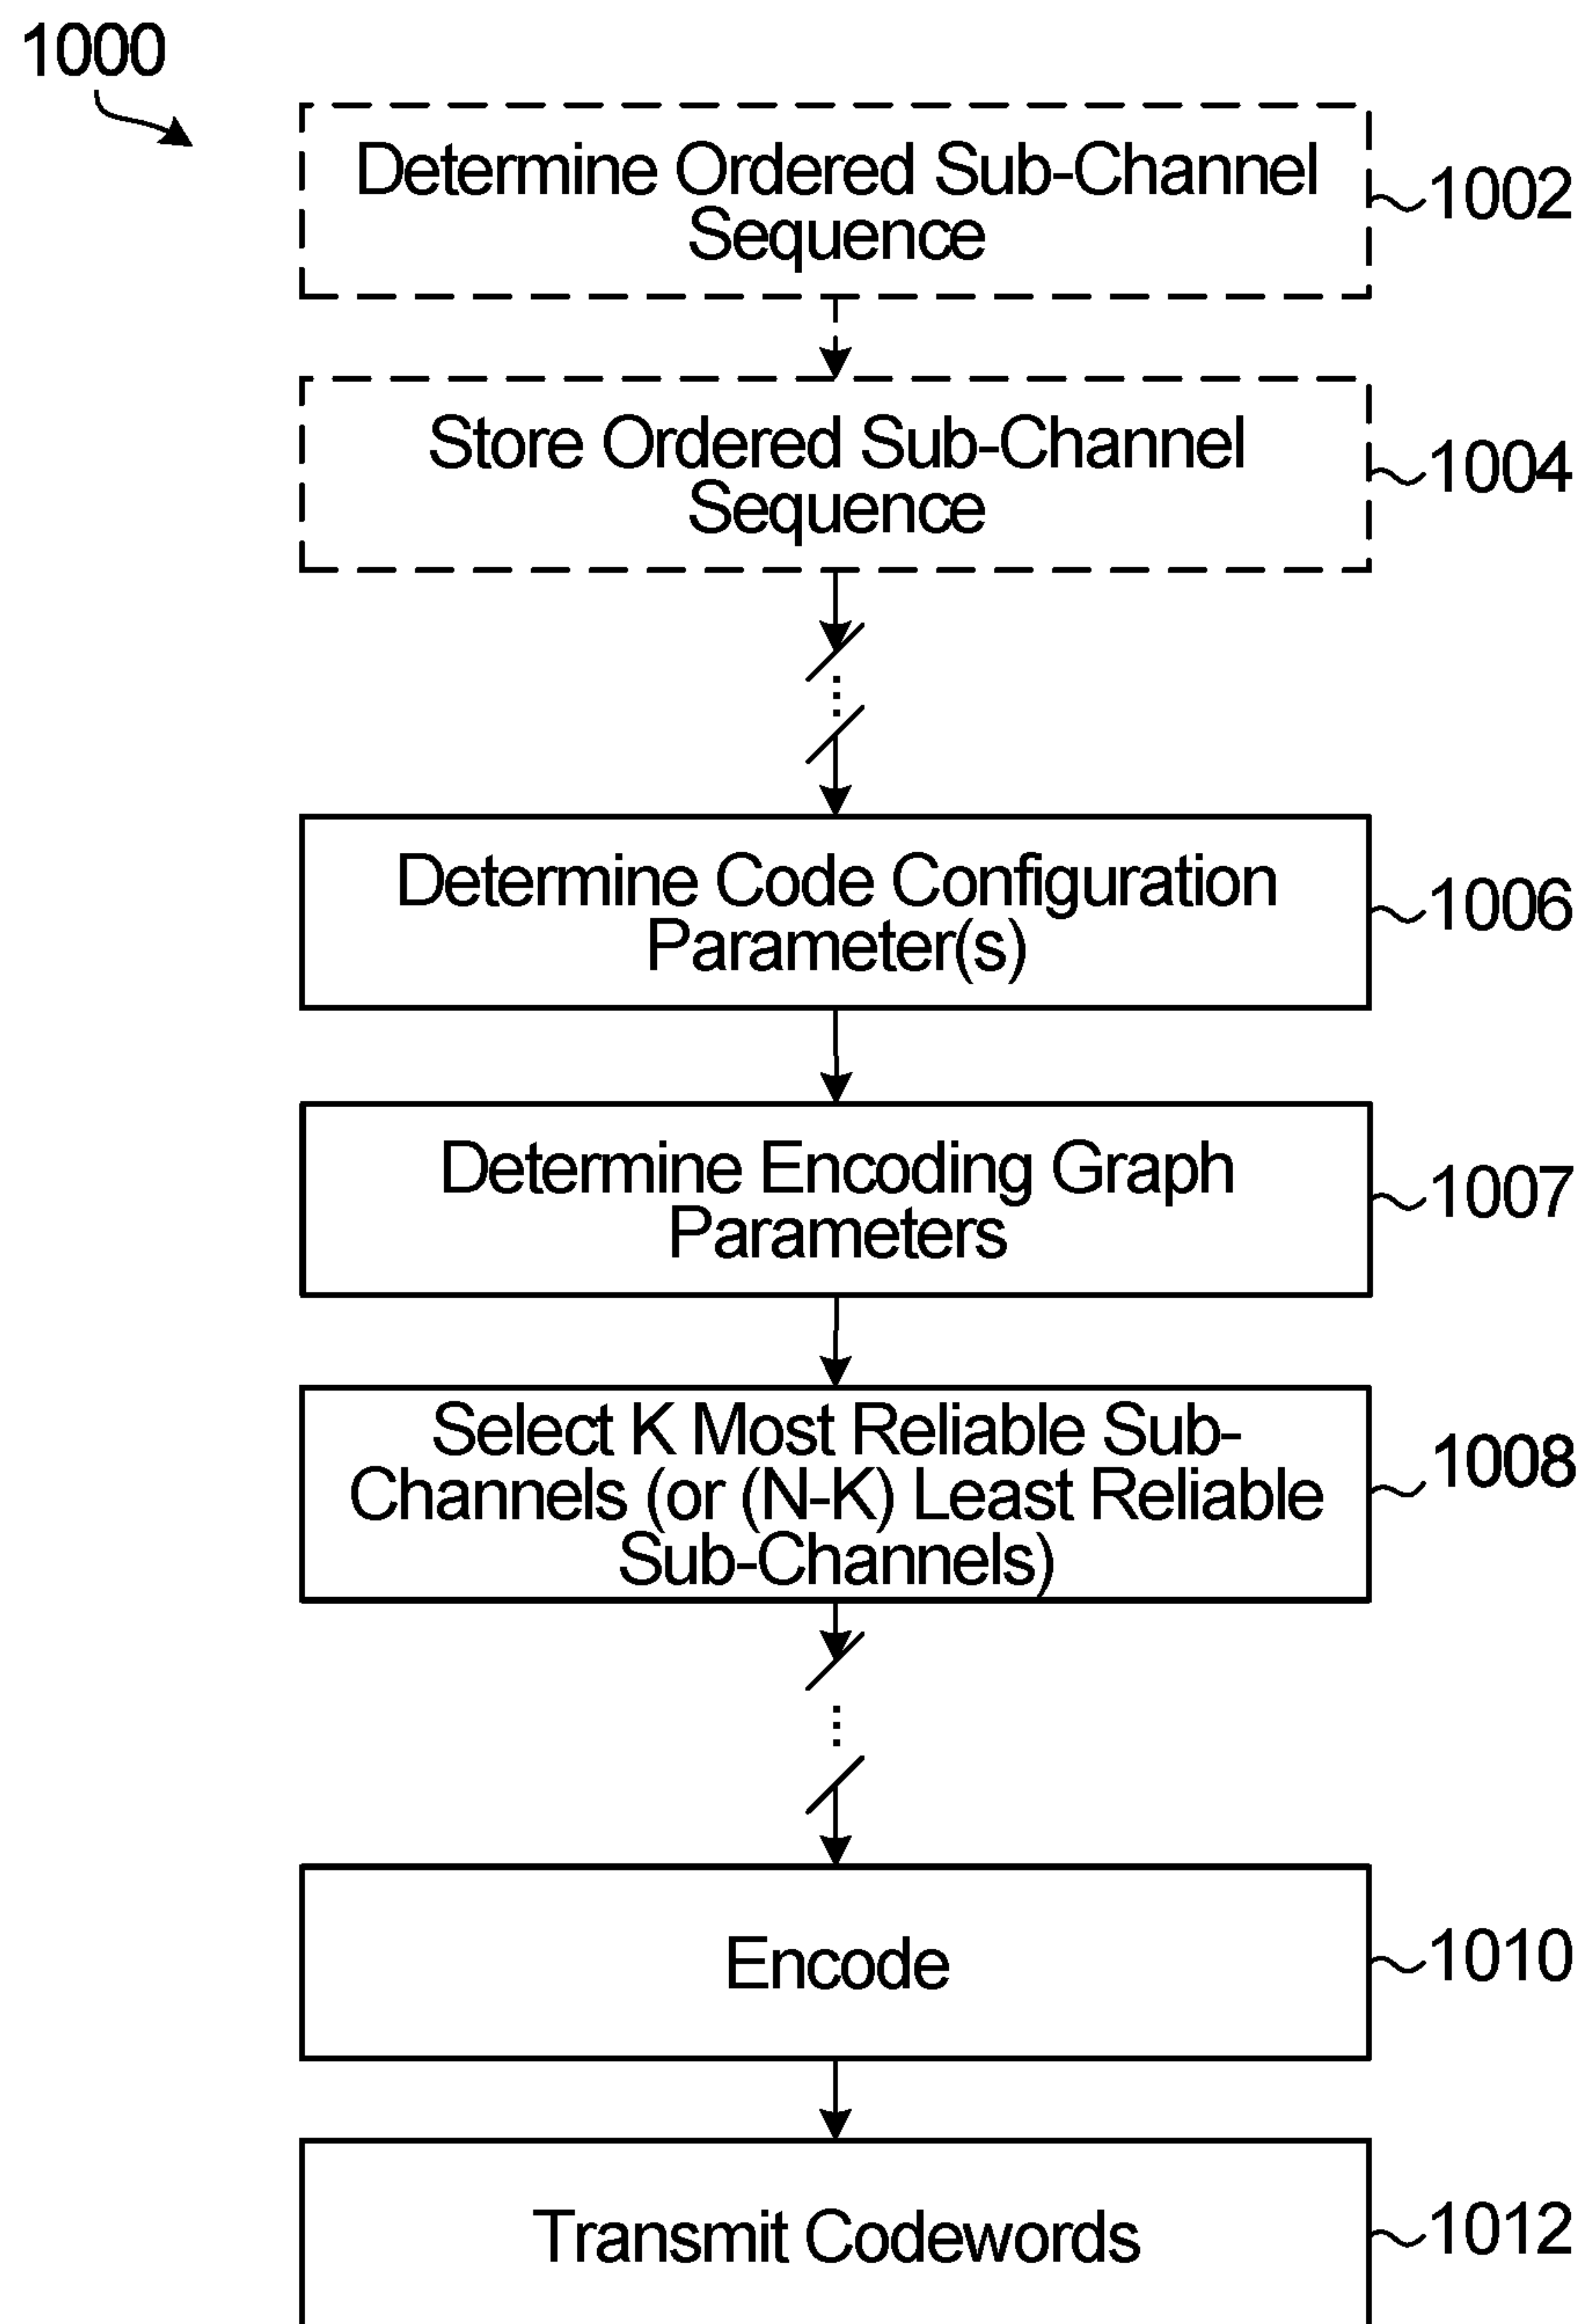 1000
Determine Ordered Sub-Channel
Sequence
1002
Store Ordered Sub-Channel
Sequence
1004
Determine Code Configuration
Parameter(s)
1006
Determine Encoding Graph
Parameters
1007
Select K Most Reliable Sub-
Channels (or (N-K) Least Reliable
Sub-Channels)
1008
Encode
1010
Transmit Codewords
1012